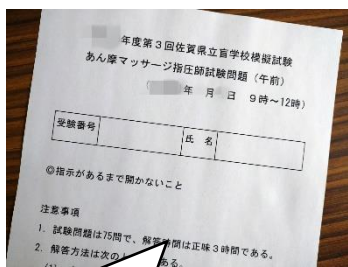 年度第3回佐賀県立盲学校模擬試験
あん摩マッサージ指圧師試験問題（午前）
（ 年 月 日 9時～12時）
受験番号 氏 名
◎指示があるまで開かないこと
注意事項
1. 試験問題は75問で、解答時間は正味3時間である。
2. 解答方法は次の ある。